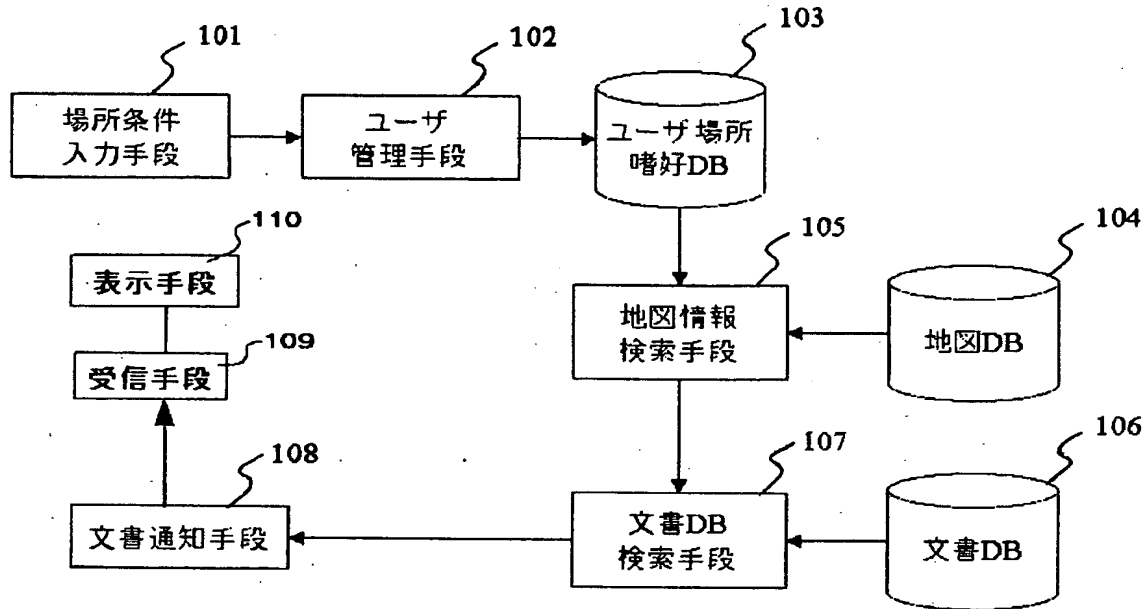 101
場所条件
入力手段
102
ユーザ
管理手段
103
ユーザ場所
嗜好DB
110
表示手段
109
受信手段
105
地図情報
検索手段
104
地図DB
108
文書通知手段
107
文書DB
検索手段
106
文書DB